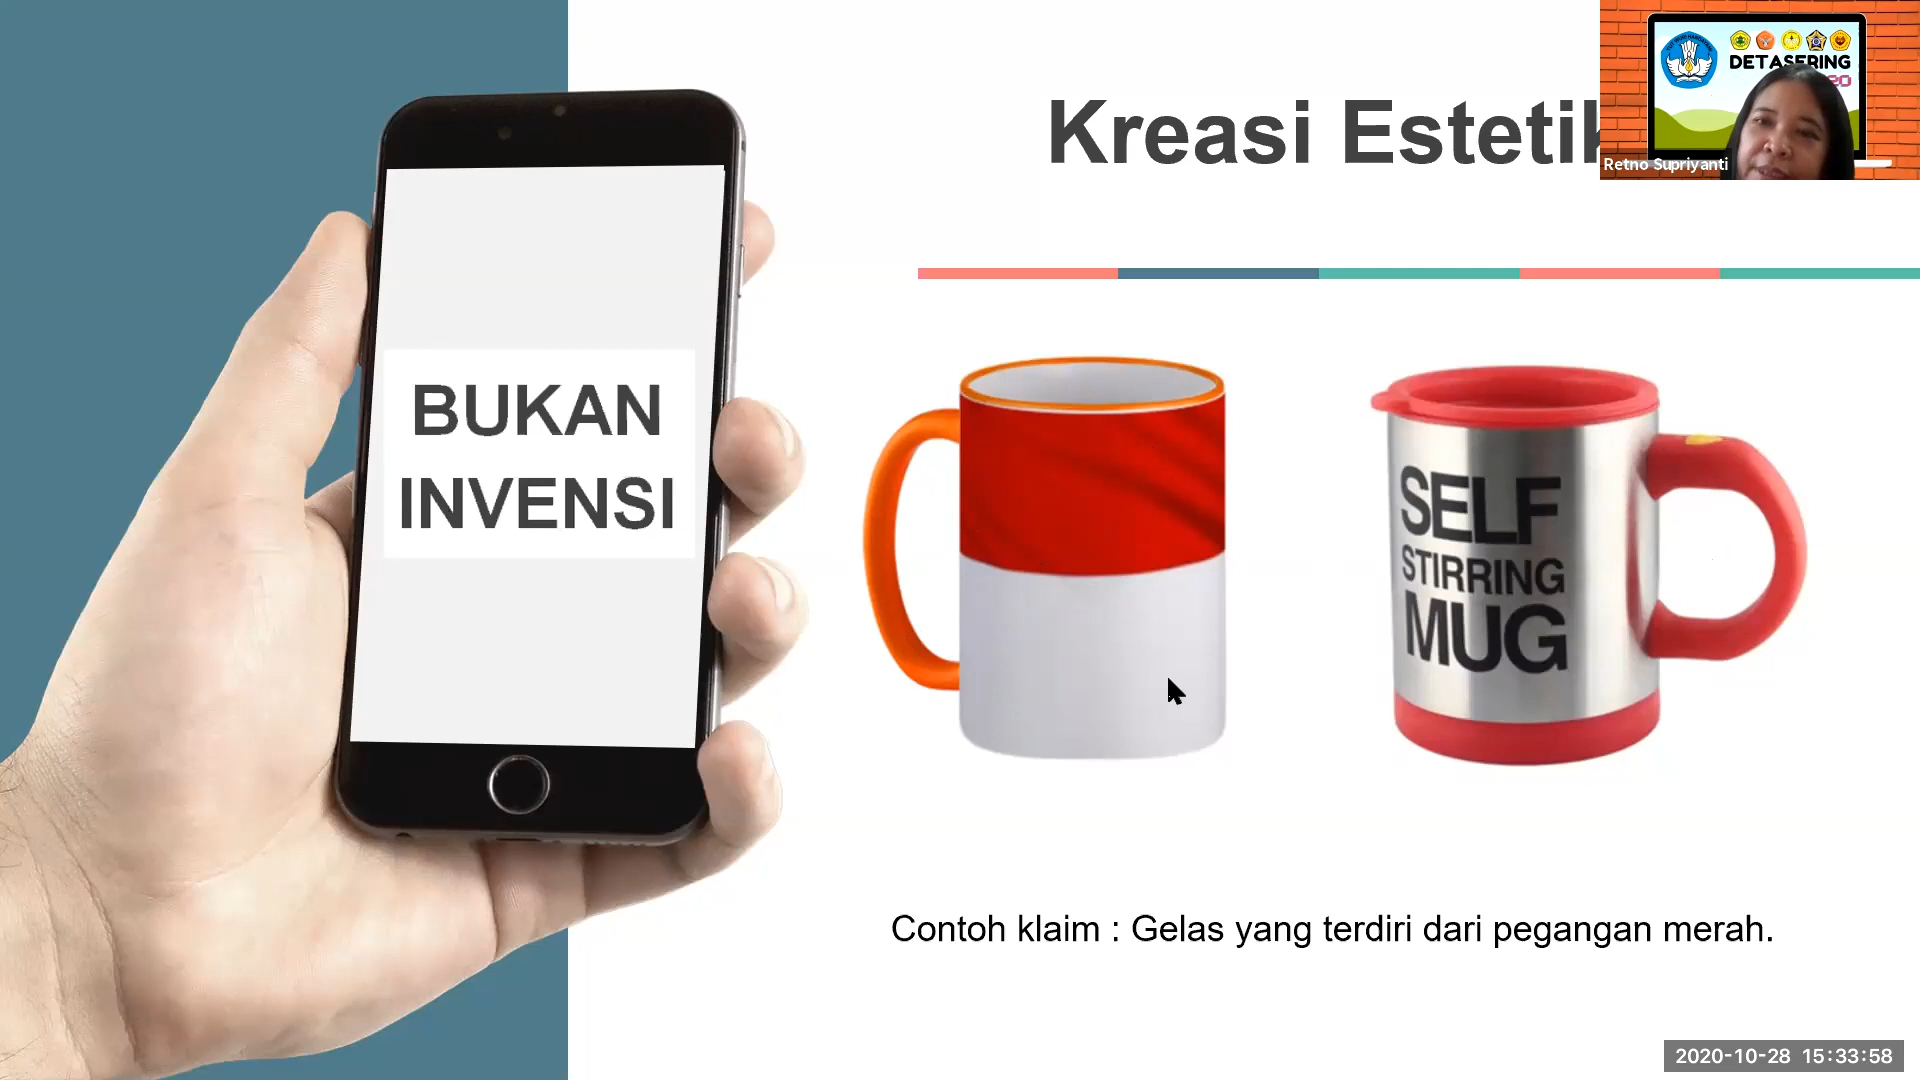 Kreasi Estetik
DETASERING
Retno Supriyanti
BUKAN
INVENSI
SELF
STIRRING
MUG
Contoh klaim : Gelas yang terdiri dari pegangan merah.
2020-10-28 15:33:58